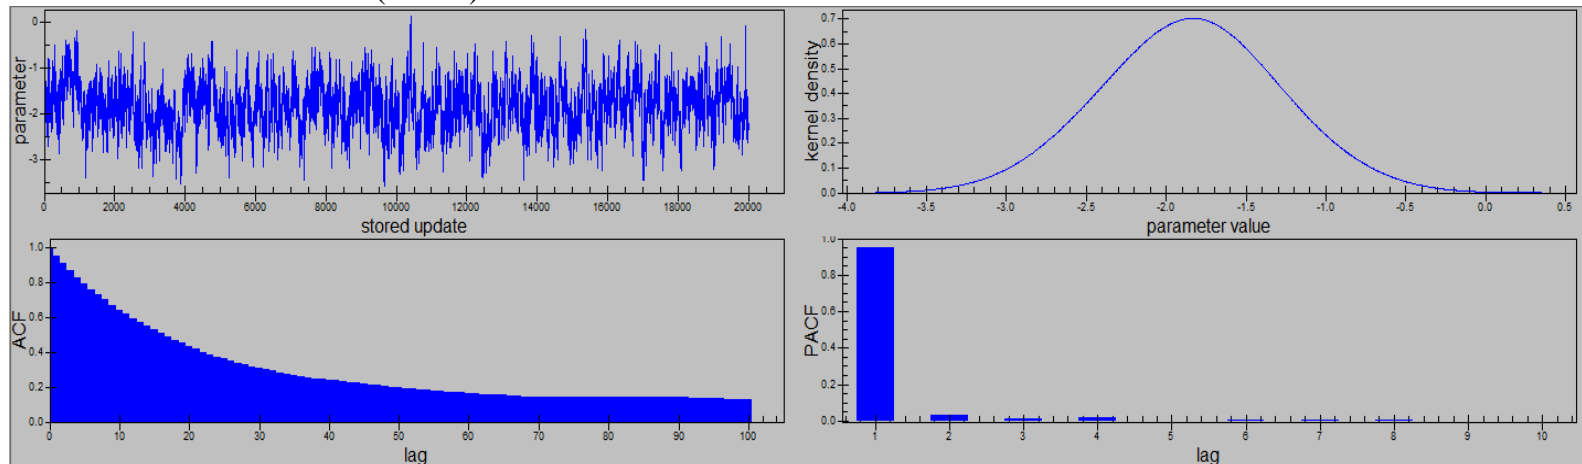 parameter
0
-1
-2
-3
0 2000 4000 6000 8000 10000 12000 14000 16000 18000 20000
stored update
kernel density
0.7
0.6
0.5
0.4
0.3
0.2
0.1
0.0
-4.0 -3.5 -3.0 -2.5 -2.0 -1.5 -1.0 -0.5 0.0 0.5
parameter value
ACF
1.0
0.8
0.6
0.4
0.2
0.0
0 10 20 30 40 50 60 70 80 90 100
lag
PACF
1.0
0.8
0.6
0.4
0.2
0.0
1 2 3 4 5 6 7 8 9 10
lag